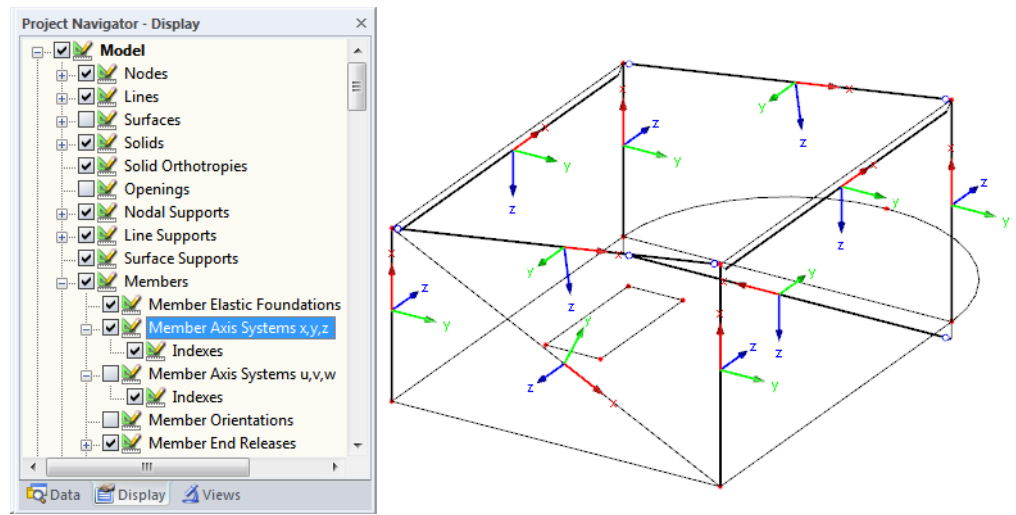 Project Navigator - Display
Model
Nodes
Lines
Surfaces
Solids
Solid Orthotropies
Openings
Nodal Supports
Line Supports
Surface Supports
Members
Member Elastic Foundations
Member Axis Systems x,y,z
Indexes
Member Axis Systems u,v,w
Indexes
Member Orientations
Member End Releases
Data Display Views
x
y
z
x
y
z
x
y
z
x
y
z
x
y
z
x
y
z
x
y
z
x
y
z
x
y
z
x
y
z